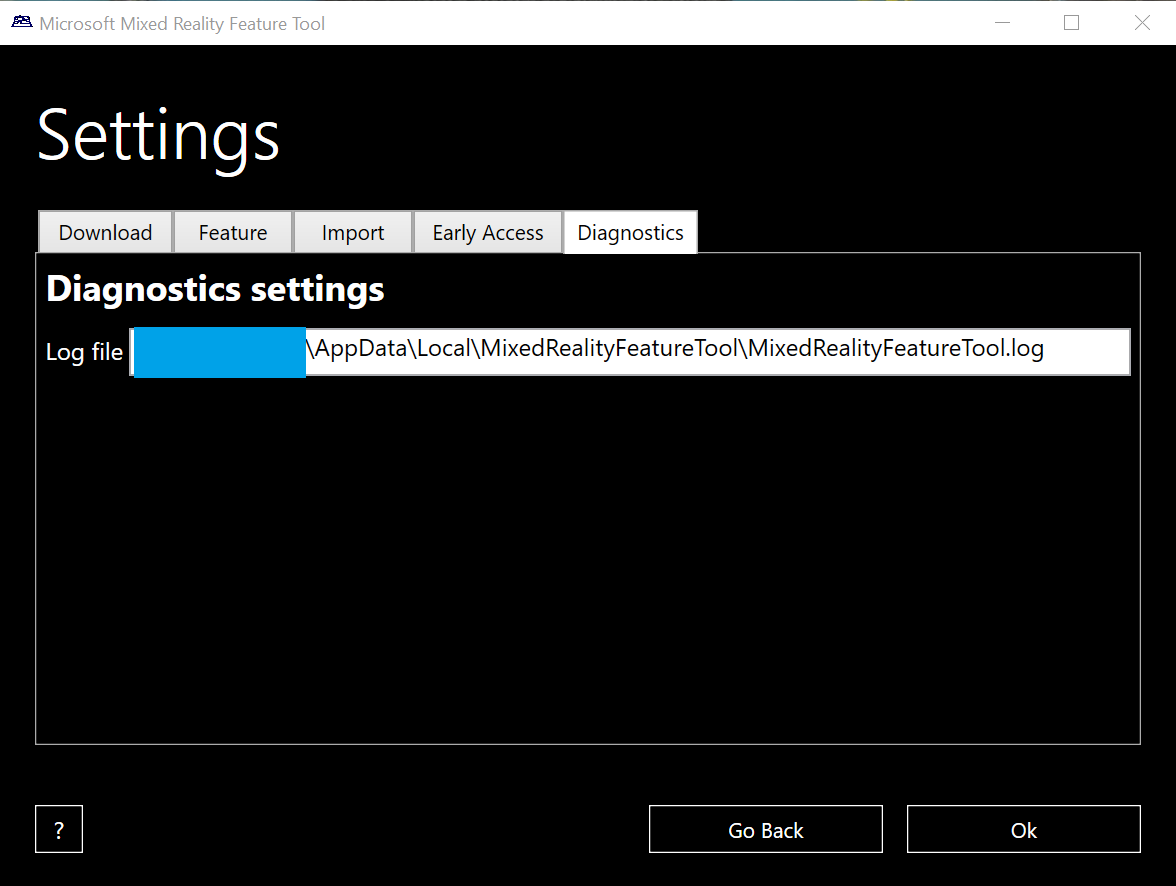 Microsoft Mixed Reality Feature Tool
Settings
Download Feature Import Early Access Diagnostics
Diagnostics settings
Log file \AppData\Local\MixedRealityFeatureTool\MixedRealityFeatureTool.log
? Go Back Ok